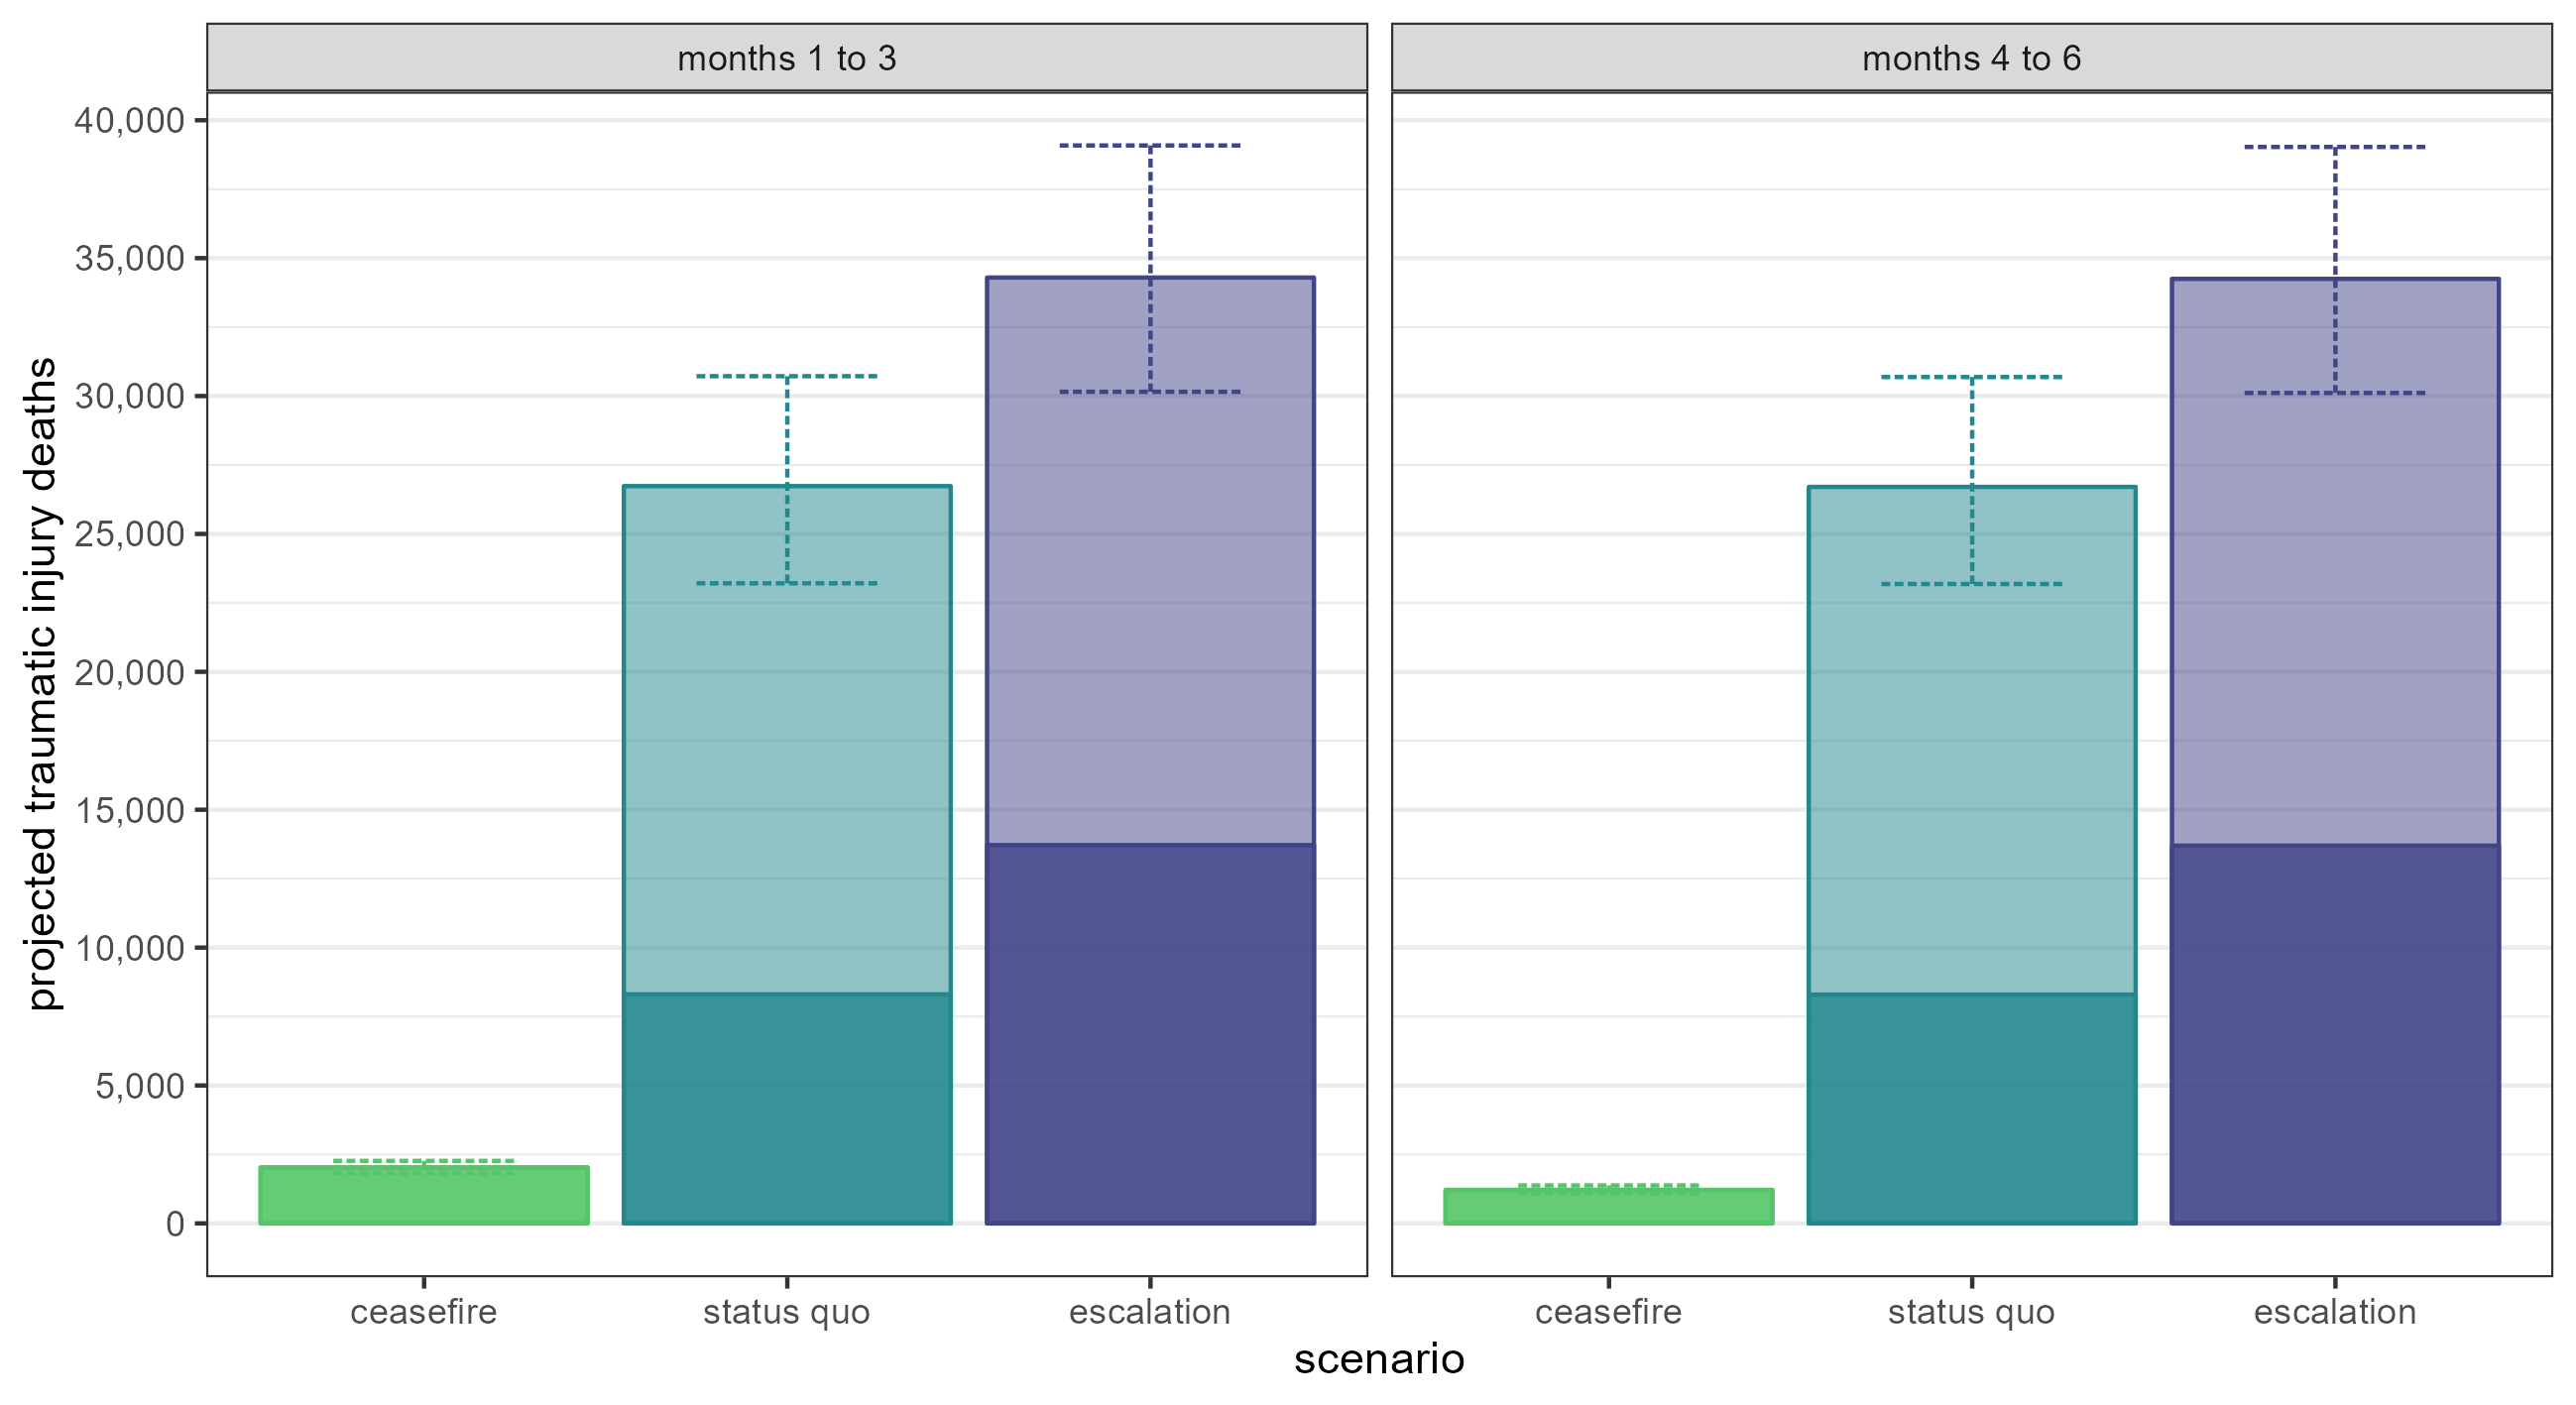 months 1 to 3
months 4 to 6
projected traumatic injury deaths
40,000
35,000
30,000
25,000
20,000
15,000
10,000
5,000
0
ceasefire
status quo
escalation
ceasefire
status quo
escalation
scenario